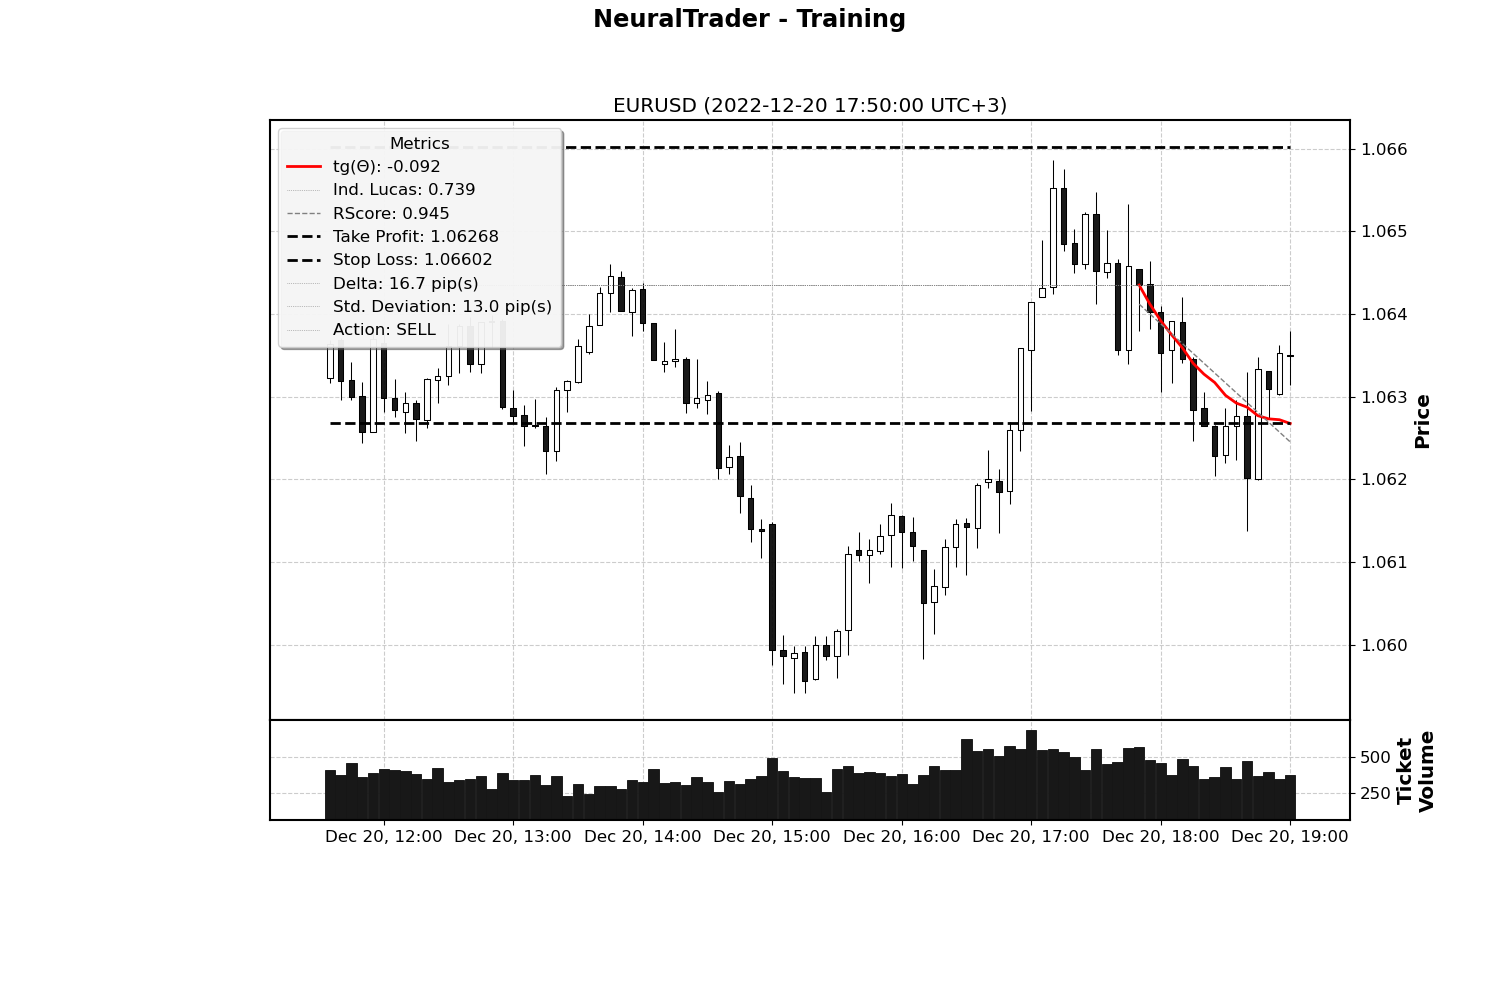 NeuralTrader - Training
EURUSD (2022-12-20 17:50:00 UTC+3)
Metrics
tg(Θ): -0.092
Ind. Lucas: 0.739
RScore: 0.945
Take Profit: 1.06268
Stop Loss: 1.06602
Delta: 16.7 pip(s)
Std. Deviation: 13.0 pip(s)
Action: SELL
1.066
1.065
1.064
1.063
1.062
1.061
1.060
Price
500
250
Ticket
Volume
Dec 20, 12:00
Dec 20, 13:00
Dec 20, 14:00
Dec 20, 15:00
Dec 20, 16:00
Dec 20, 17:00
Dec 20, 18:00
Dec 20, 19:00